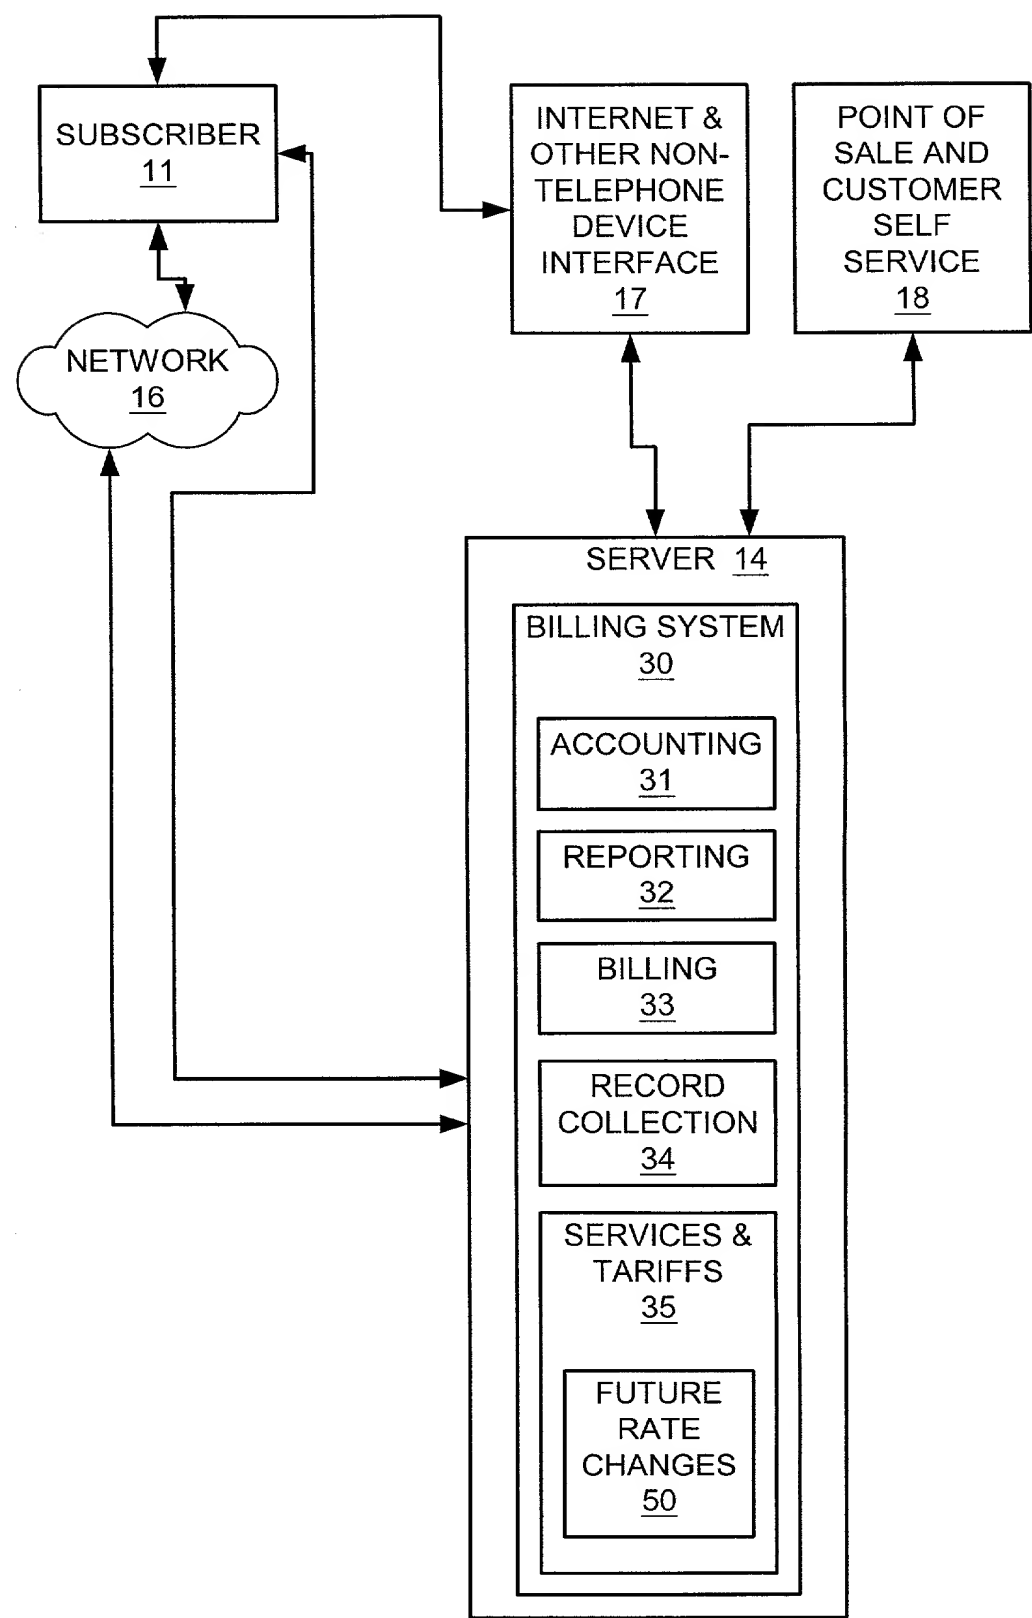 SUBSCRIBER
11
INTERNET &
OTHER NON-
TELEPHONE
DEVICE
INTERFACE
17
POINT OF
SALE AND
CUSTOMER
SELF
SERVICE
18
NETWORK
16
SERVER 14
BILLING SYSTEM
30
ACCOUNTING
31
REPORTING
32
BILLING
33
RECORD
COLLECTION
34
SERVICES &
TARIFFS
35
FUTURE
RATE
CHANGES
50